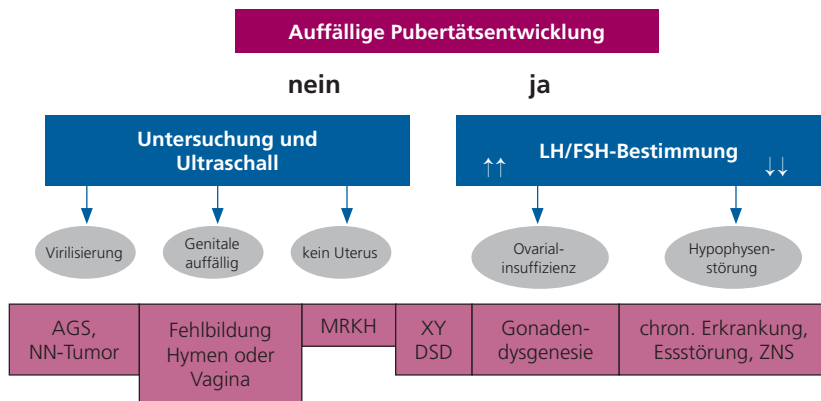 Auffällige Pubertätsentwicklung
nein
ja
Untersuchung und
Ultraschall
↑↑
LH/FSH-Bestimmung
↓↓
Virilisierung
Genitale
auffällig
kein Uterus
Ovarial-
insuffizienz
Hypophysen-
störung
AGS,
NN-Tumor
Fehlbildung
Hymen oder
Vagina
MRKH
XY
DSD
Gonaden-
dysgenesie
chron. Erkrankung,
Essstörung, ZNS